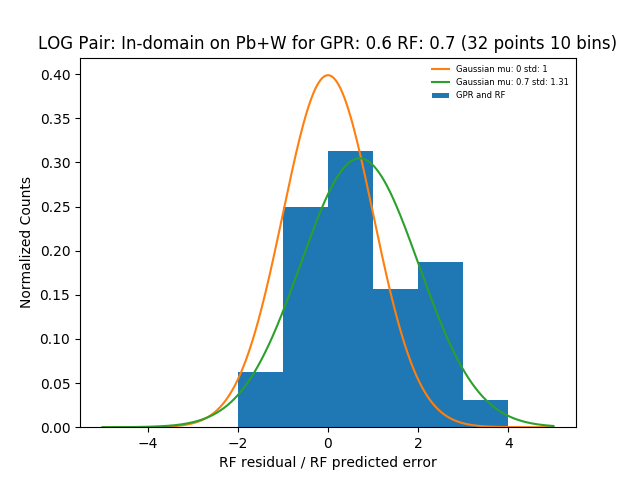 LOG Pair: In-domain on Pb+W for GPR: 0.6 RF: 0.7 (32 points 10 bins)
Gaussian mu: 0 std: 1
Gaussian mu: 0.7 std: 1.31
GPR and RF
Normalized Counts
0.40
0.35
0.30
0.25
0.20
0.15
0.10
0.05
0.00
−4 −2 0 2 4
RF residual / RF predicted error